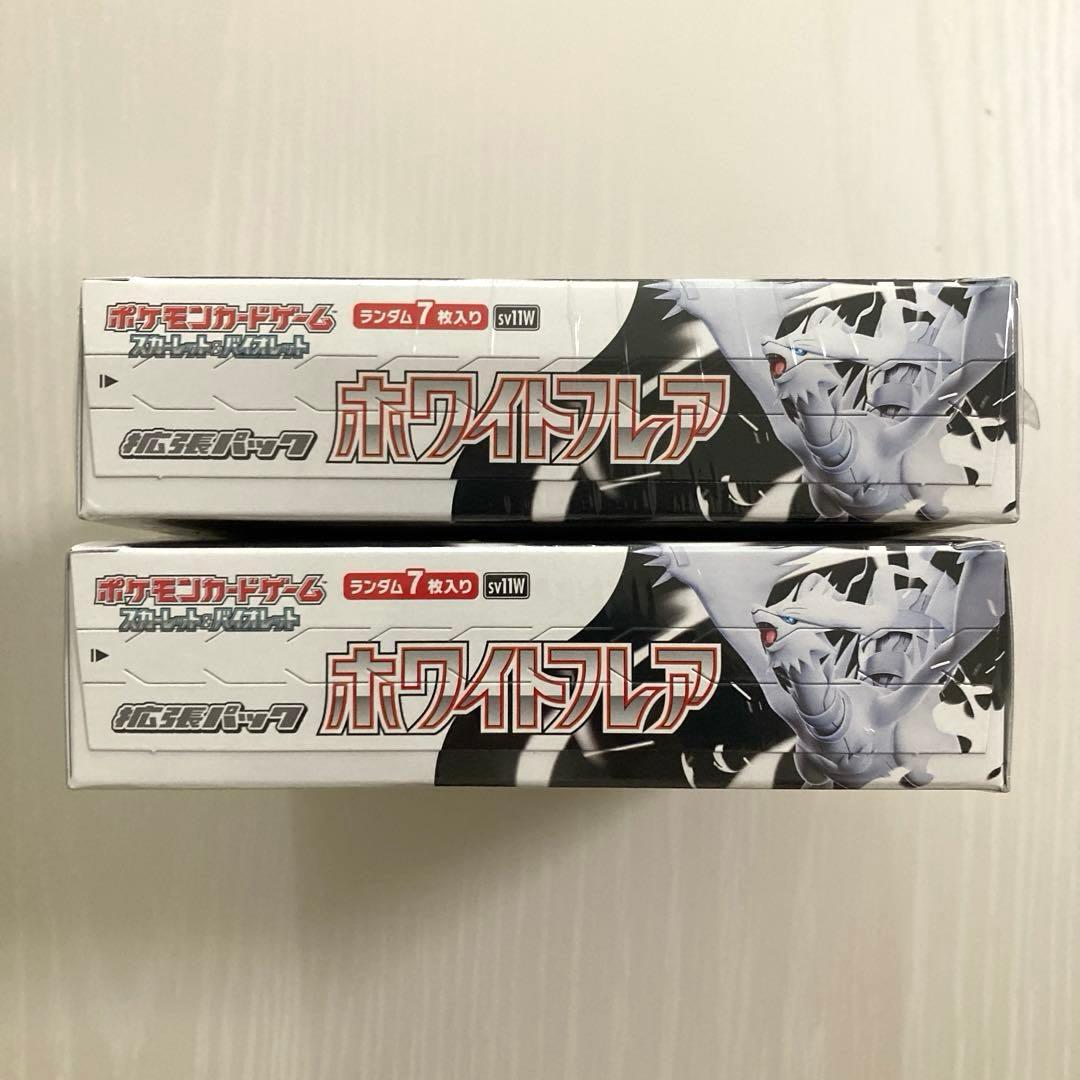 ポケモンカードゲーム
スカーレット&バイオレット
ランダム7枚入り
sv11W
拡張パック
ホワイトフレア
ポケモンカードゲーム
スカーレット&バイオレット
ランダム7枚入り
sv11W
拡張パック
ホワイトフレア